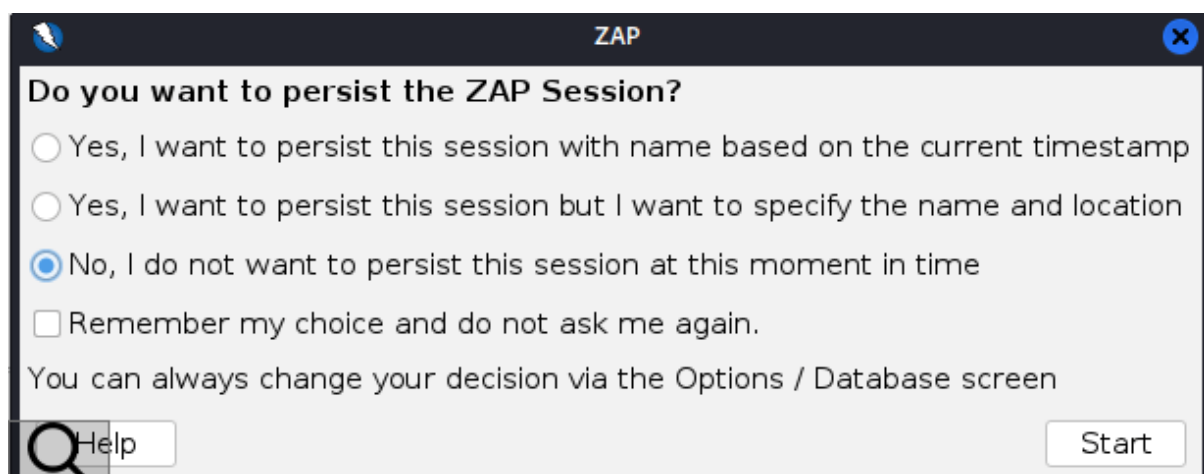 ZAP
Do you want to persist the ZAP Session?
Yes, I want to persist this session with name based on the current timestamp
Yes, I want to persist this session but I want to specify the name and location
No, I do not want to persist this session at this moment in time
Remember my choice and do not ask me again.
You can always change your decision via the Options / Database screen
Help Start